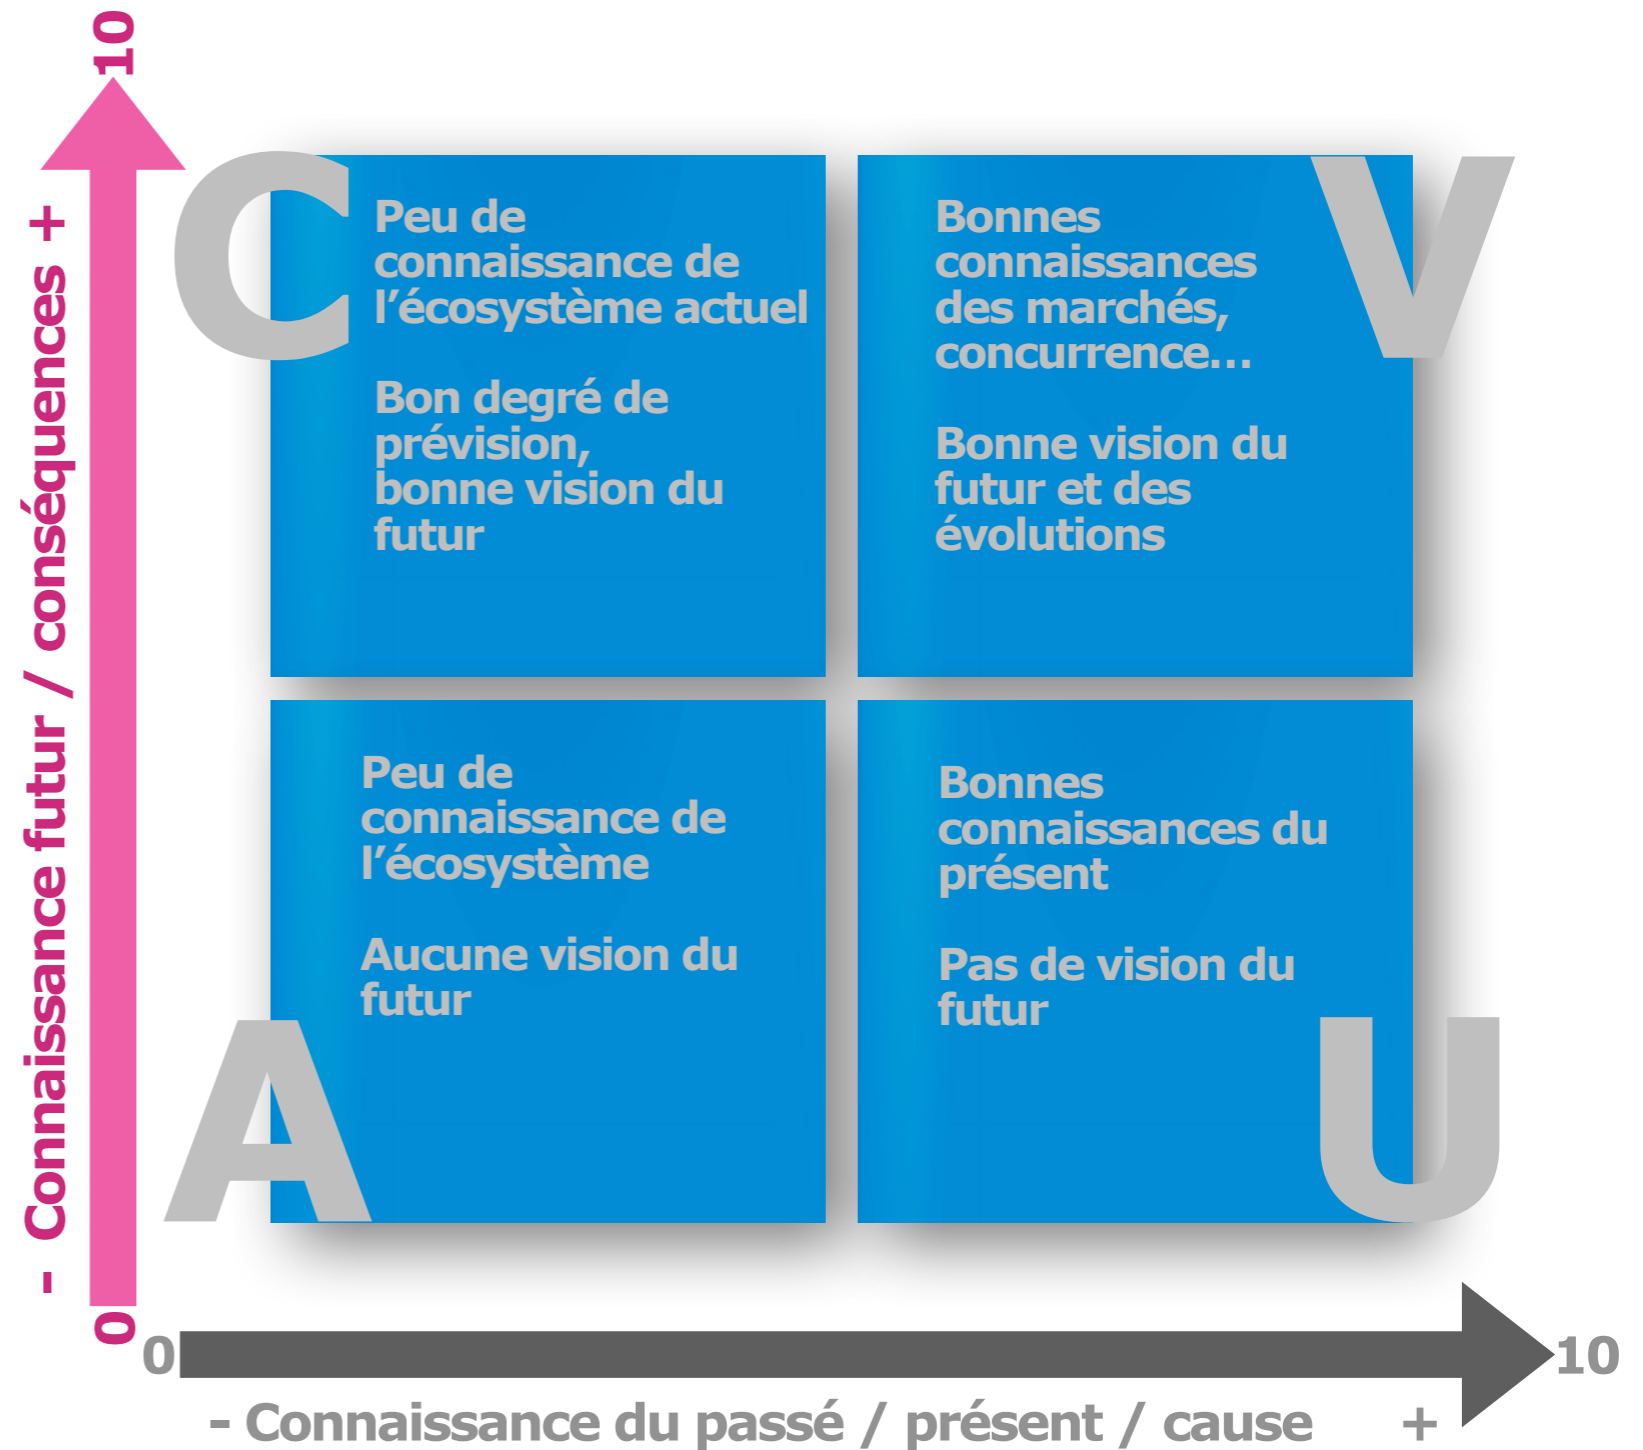 10
- Connaissance futur / conséquences +
0
C
Peu de
connaissance de
l’écosystème actuel
Bon degré de
prévision,
bonne vision du
futur
V
Bonnes
connaissances
des marchés,
concurrence...
Bonne vision du
futur et des
évolutions
A
Peu de
connaissance de
l’écosystème
Aucune vision du
futur
U
Bonnes
connaissances du
présent
Pas de vision du
futur
0
10
- Connaissance du passé / présent / cause +